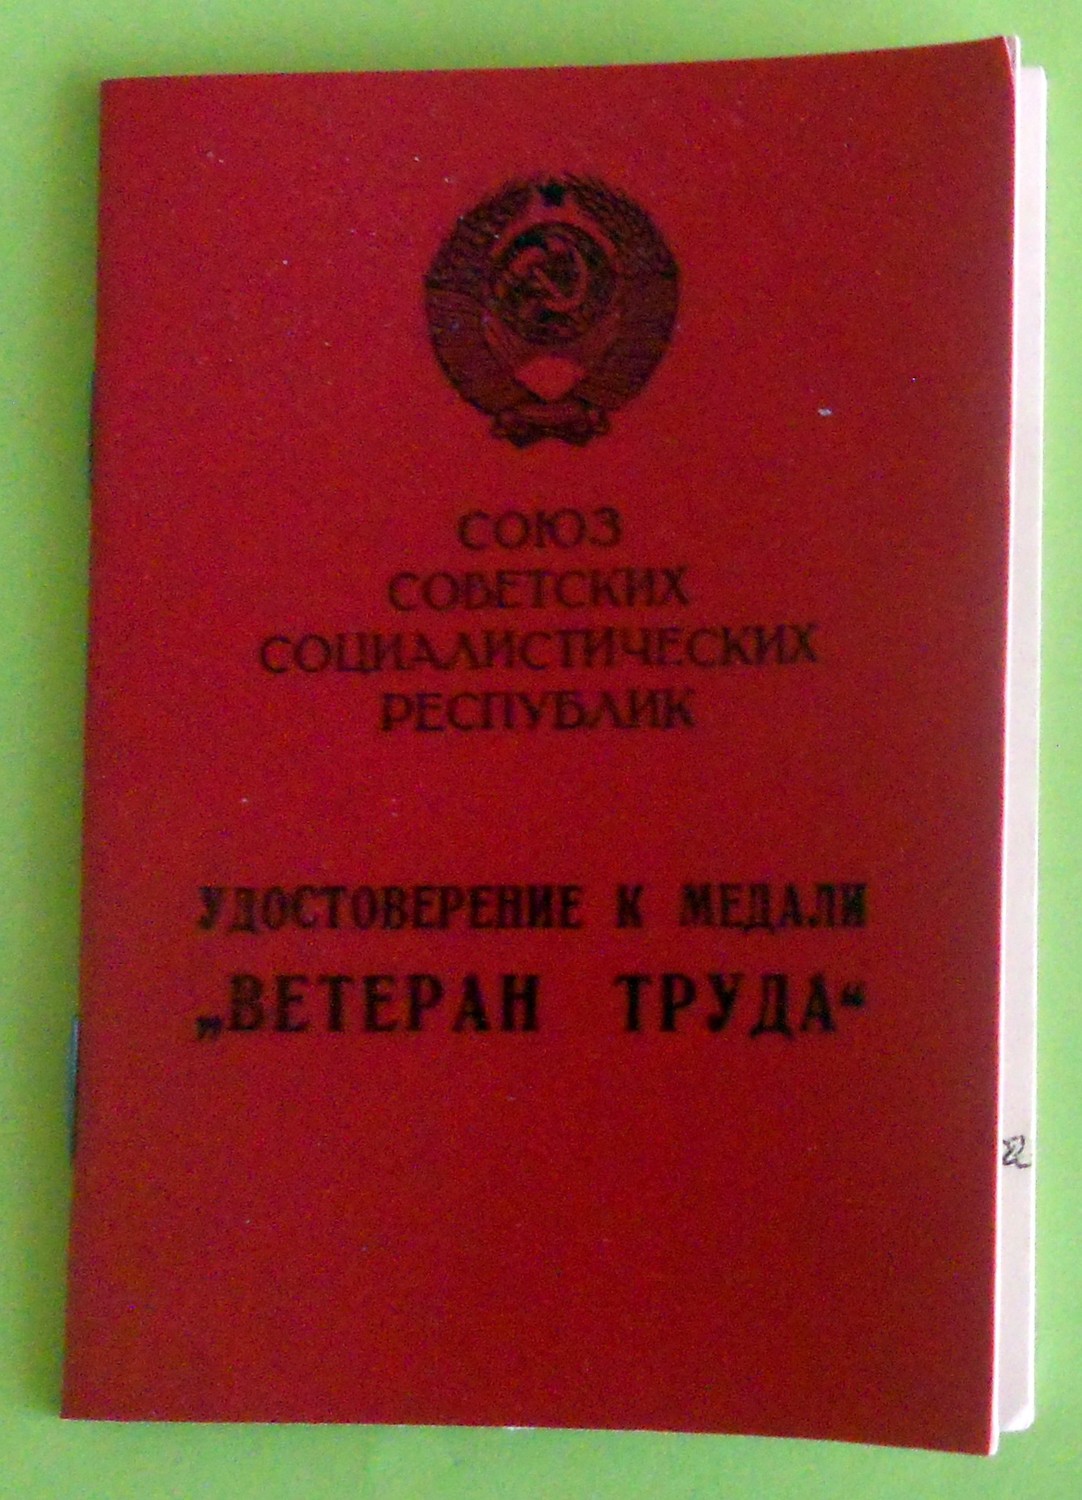 СОЮЗ
СОВЕТСКИХ
СОЦИАЛИСТИЧЕСКИХ
РЕСПУБЛИК
УДОСТОВЕРЕНИЕ К МЕДАЛИ
„ВЕТЕРАН ТРУДА“